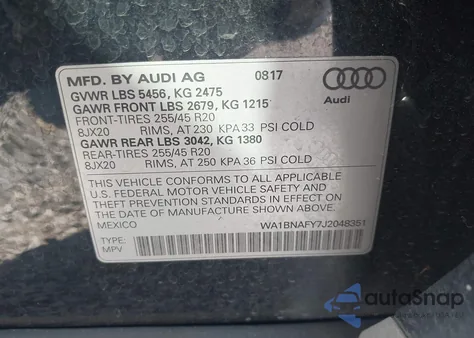 MFD. BY AUDI AG 0817
GVWR LBS 5456, KG 2475
GAWR FRONT LBS 2679, KG 1215
FRONT-TIRES 255/45 R20
8JX20 RIMS, AT 230 KPA 33 PSI COLD
GAWR REAR LBS 3042, KG 1380
REAR-TIRES 255/45 R20
8JX20 RIMS, AT 250 KPA 36 PSI COLD
Audi
THIS VEHICLE CONFORMS TO ALL APPLICABLE
U.S. FEDERAL MOTOR VEHICLE SAFETY AND
THEFT PREVENTION STANDARDS IN EFFECT ON
THE DATE OF MANUFACTURE SHOWN ABOVE.
MEXICO WA1BNAFY7J2048351
TYPE:
MPV
autoSnap